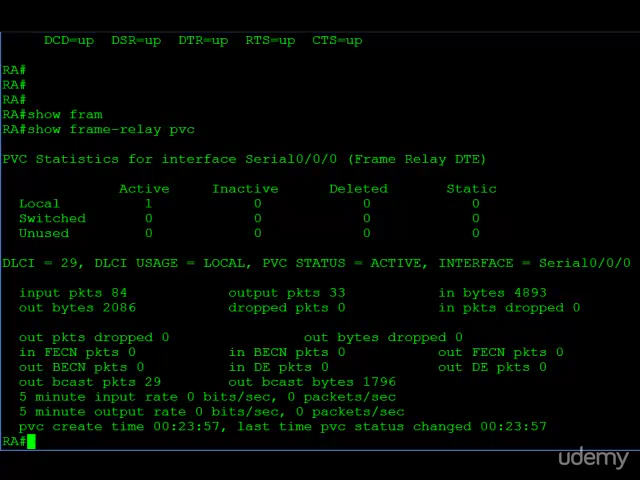 DCD=up DSR=up DTR=up RTS=up CTS=up
RA#
RA#
RA#
RA#show fram
RA#show frame-relay pvc
PVC Statistics for interface Serial0/0/0 (Frame Relay DTE)
Active Inactive Deleted Static
Local 1 0 0 0
Switched 0 0 0 0
Unused 0 0 0 0
DLCI = 29, DLCI USAGE = LOCAL, PVC STATUS = ACTIVE, INTERFACE = Serial0/0/0
input pkts 84 output pkts 33 in bytes 4893
out bytes 2086 dropped pkts 0 in pkts dropped 0
out pkts dropped 0 out bytes dropped 0
in FECN pkts 0 in BECN pkts 0 out FECN pkts 0
out BECN pkts 0 in DE pkts 0 out DE pkts 0
out bcast pkts 29 out bcast bytes 1796
5 minute input rate 0 bits/sec, 0 packets/sec
5 minute output rate 0 bits/sec, 0 packets/sec
pvc create time 00:23:57, last time pvc status changed 00:23:57
RA#
udemy